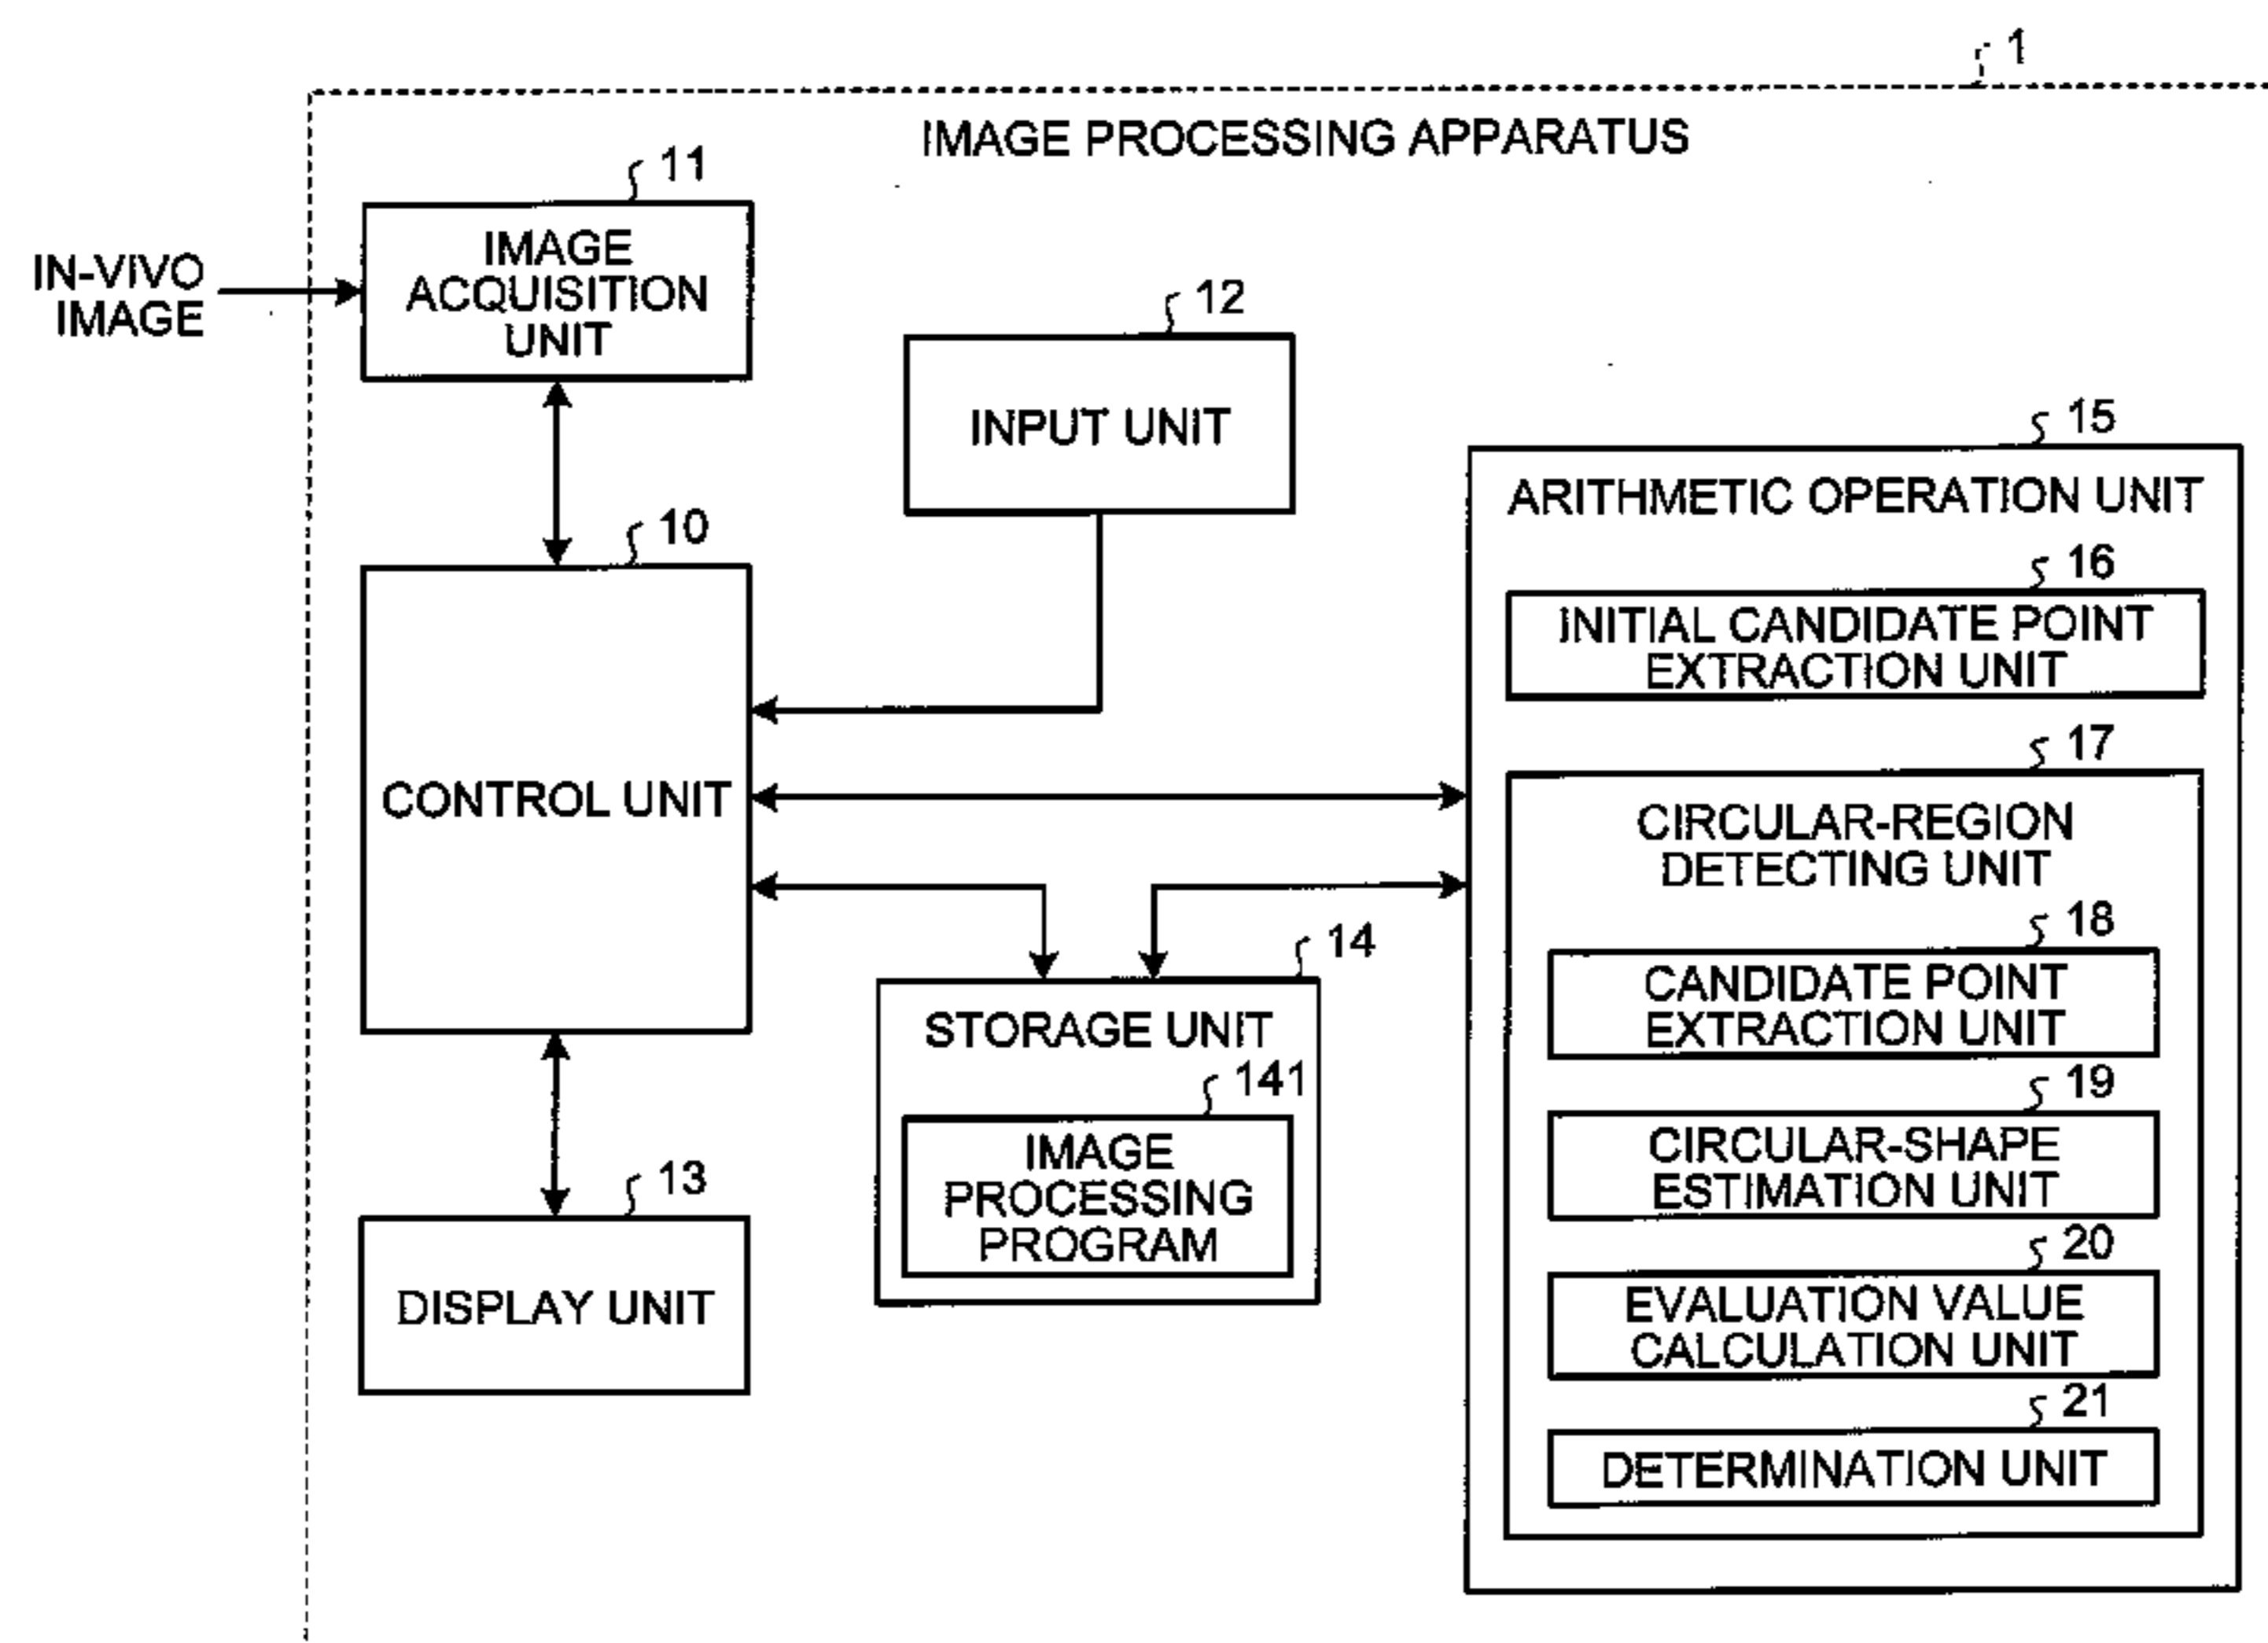 1
IMAGE PROCESSING APPARATUS
11
IMAGE
ACQUISITION
UNIT
IN-VIVO
IMAGE
12
INPUT UNIT
10
CONTROL UNIT
13
DISPLAY UNIT
14
STORAGE UNIT
141
IMAGE
PROCESSING
PROGRAM
15
ARITHMETIC OPERATION UNIT
16
INITIAL CANDIDATE POINT
EXTRACTION UNIT
17
CIRCULAR-REGION
DETECTING UNIT
18
CANDIDATE POINT
EXTRACTION UNIT
19
CIRCULAR-SHAPE
ESTIMATION UNIT
20
EVALUATION VALUE
CALCULATION UNIT
21
DETERMINATION UNIT